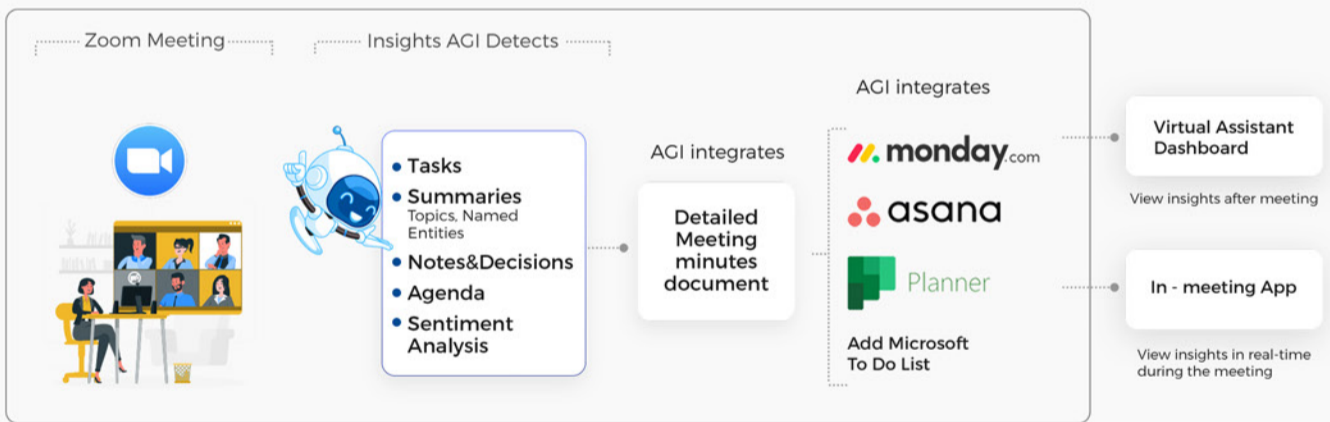 Zoom Meeting
Insights AGI Detects
Tasks
Summaries
Topics, Named
Entities
Notes&Decisions
Agenda
Sentiment
Analysis
AGI integrates
Detailed
Meeting
minutes
document
AGI integrates
monday.com
asana
Planner
Add Microsoft
To Do List
Virtual Assistant
Dashboard
View insights after meeting
In - meeting App
View insights in real-time
during the meeting